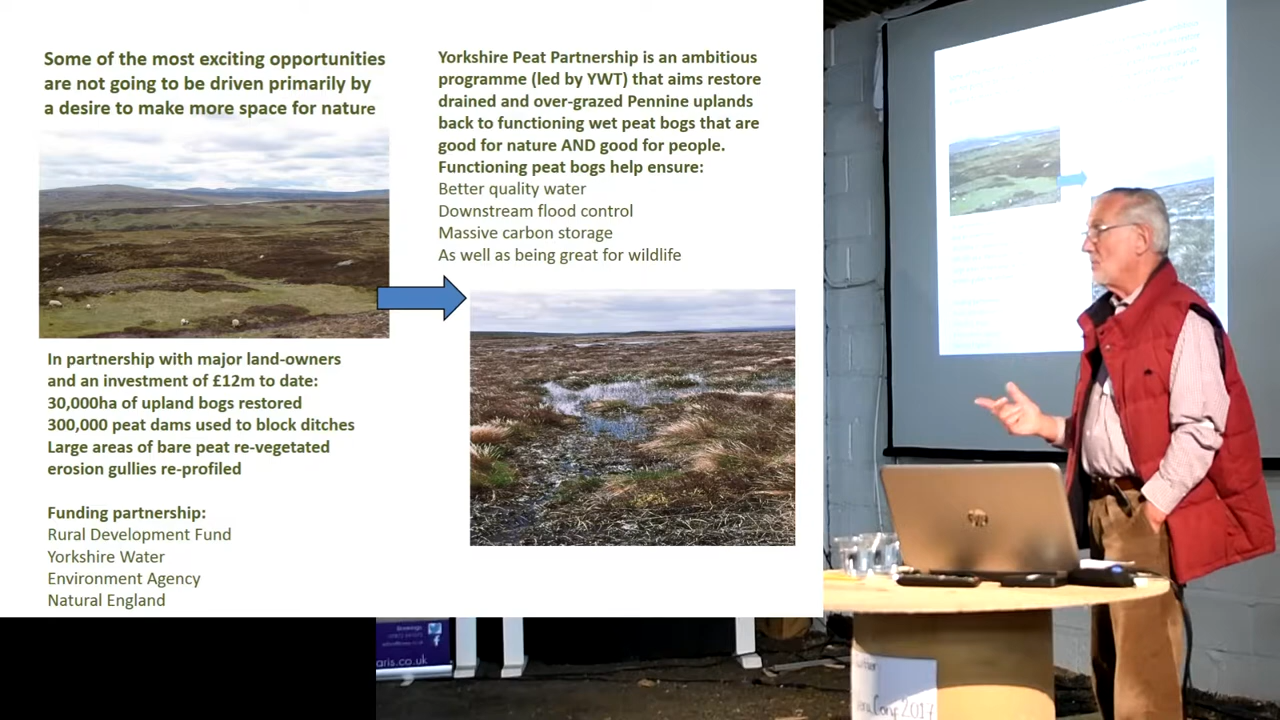 Some of the most exciting opportunities
are not going to be driven primarily by
a desire to make more space for nature
In partnership with major land-owners
and an investment of £12m to date:
30,000ha of upland bogs restored
300,000 peat dams used to block ditches
Large areas of bare peat re-vegetated
erosion gullies re-profiled
Funding partnership:
Rural Development Fund
Yorkshire Water
Environment Agency
Natural England
Yorkshire Peat Partnership is an ambitious
programme (led by YWT) that aims restore
drained and over-grazed Pennine uplands
back to functioning wet peat bogs that are
good for nature AND good for people.
Functioning peat bogs help ensure:
Better quality water
Downstream flood control
Massive carbon storage
As well as being great for wildlife
aris.co.uk
Conf 2017